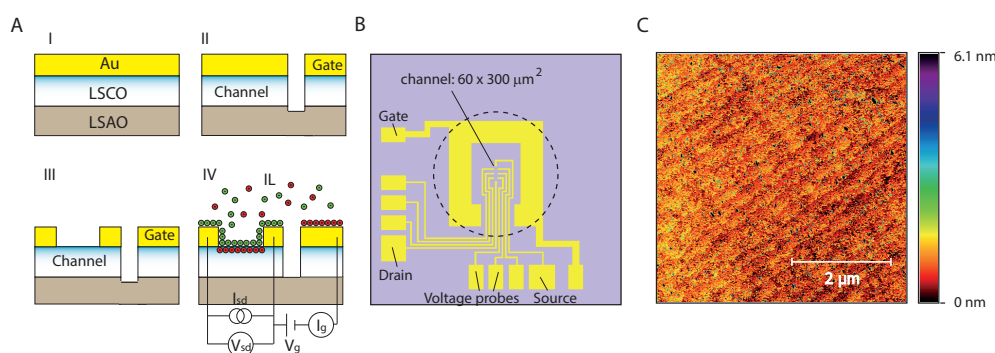 A
I
Au
LSCO
LSAO
II
Gate
Channel
III
Gate
Channel
IV
IL
Isd
Vsd
Vg
Ig
B
channel: 60 x 300 μm²
Gate
Drain
Voltage probes
Source
C
6.1 nm
2 μm
0 nm